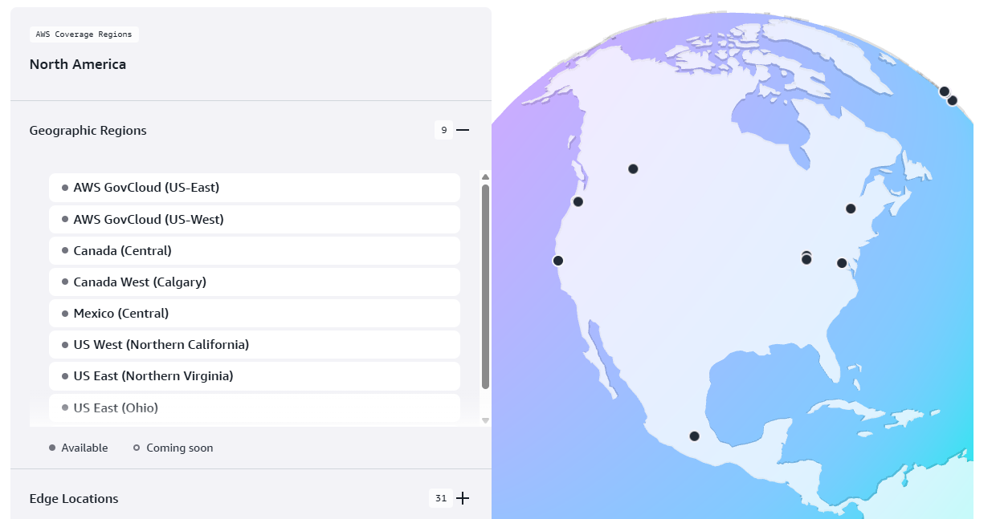 AWS Coverage Regions
North America
Geographic Regions
9
AWS GovCloud (US-East)
AWS GovCloud (US-West)
Canada (Central)
Canada West (Calgary)
Mexico (Central)
US West (Northern California)
US East (Northern Virginia)
US East (Ohio)
Available
Coming soon
Edge Locations
31